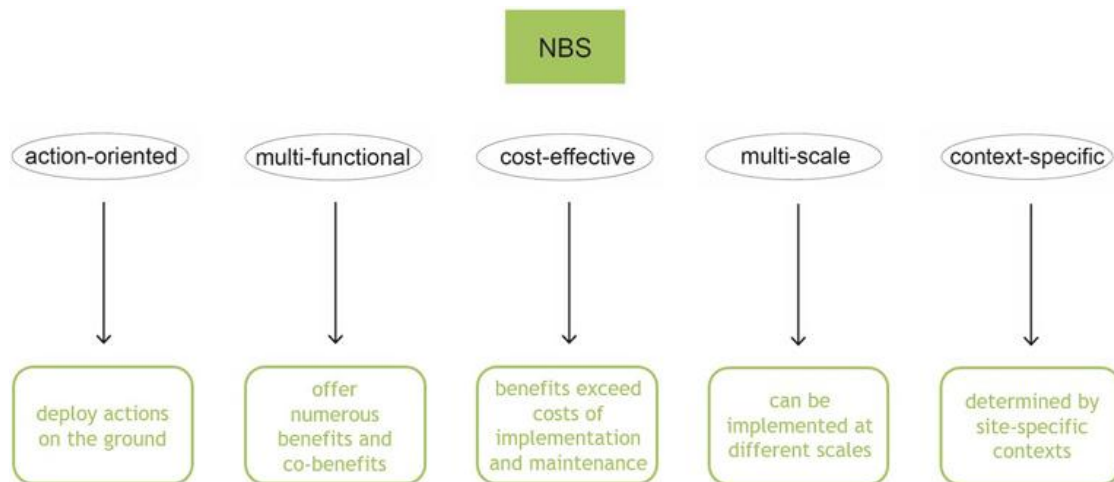 NBS
action-oriented
multi-functional
cost-effective
multi-scale
context-specific
deploy actions
on the ground
offer
numerous
benefits and
co-benefits
benefits exceed
costs of
implementation
and maintenance
can be
implemented at
different scales
determined by
site-specific
contexts